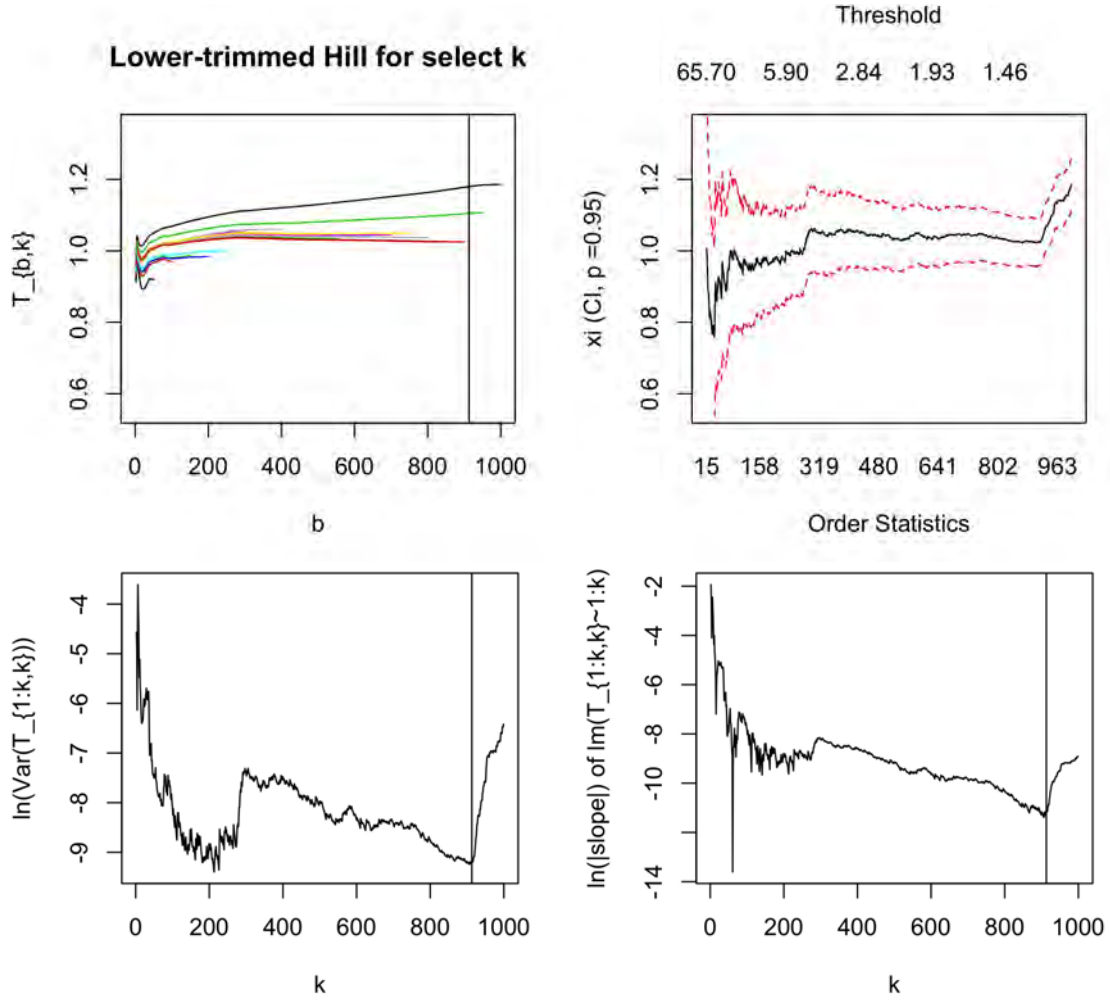 Lower-trimmed Hill for select k
T_{b,k}
0.6 0.8 1.0 1.2
0 200 400 600 800 1000
b
Threshold
65.70 5.90 2.84 1.93 1.46
xi (CI, p =0.95)
0.6 0.8 1.0 1.2
15 158 319 480 641 802 963
Order Statistics
ln(Var(T_{1:k,k}))
-9 -8 -7 -6 -5 -4
0 200 400 600 800 1000
k
ln(|slope|) of lm(T_{1:k,k}~1:k)
-14 -10 -8 -6 -4 -2
0 200 400 600 800 1000
k